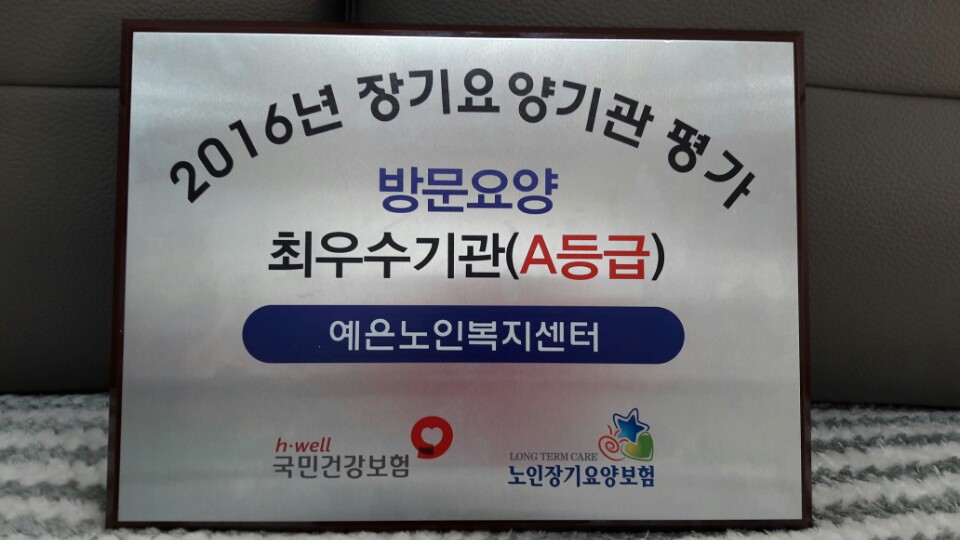 2016년 장기요양기관 평가
방문요양
최우수기관(A등급)
예은노인복지센터
h·well
국민건강보험
LONG TERM CARE
노인장기요양보험